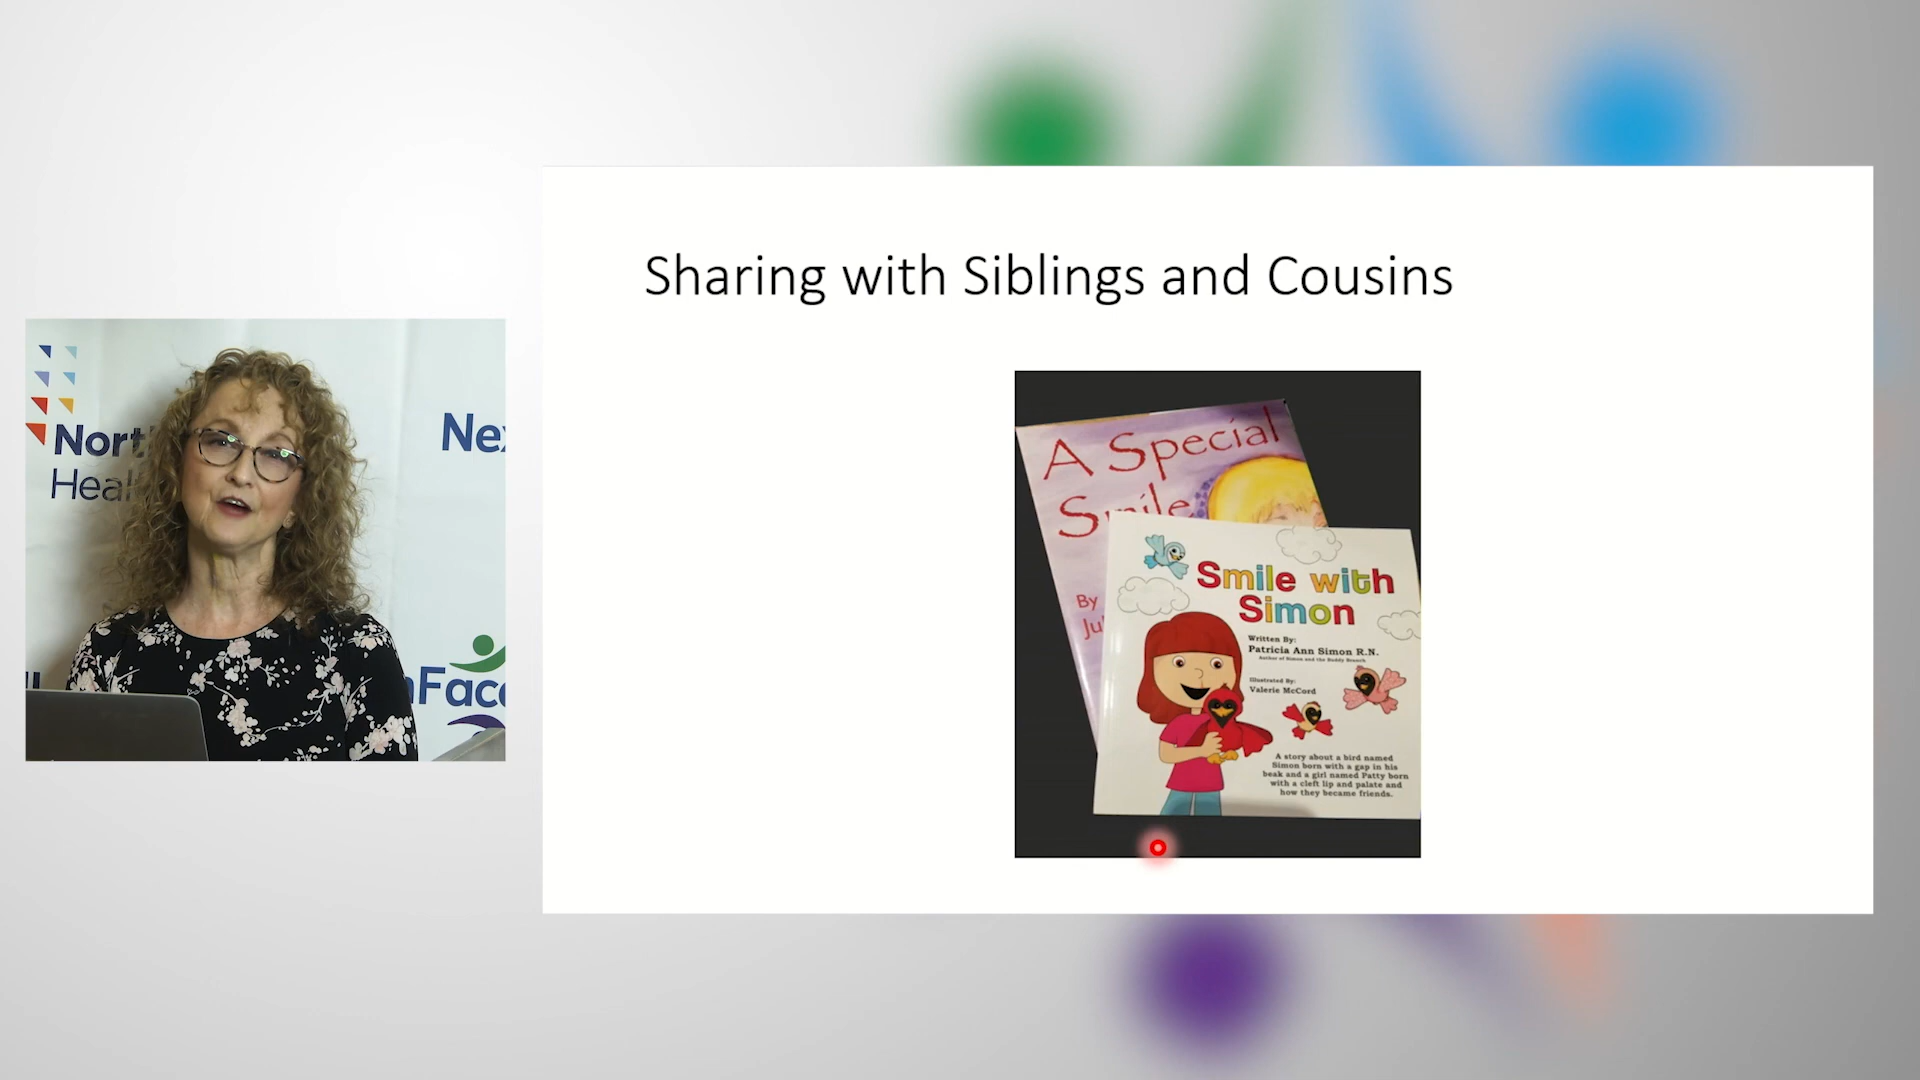 Sharing with Siblings and Cousins
Nort
Heal
Ne
Fac
A Special
Smile
By
Smile with
Simon
Written By:
Patricia Ann Simon R.N.
Author of Simon and the Buddy Branch
Illustrated By:
Valerie McCord
A story about a bird named
Simon born with a gap in his
beak and a girl named Patty born
with a cleft lip and palate and
how they became friends.